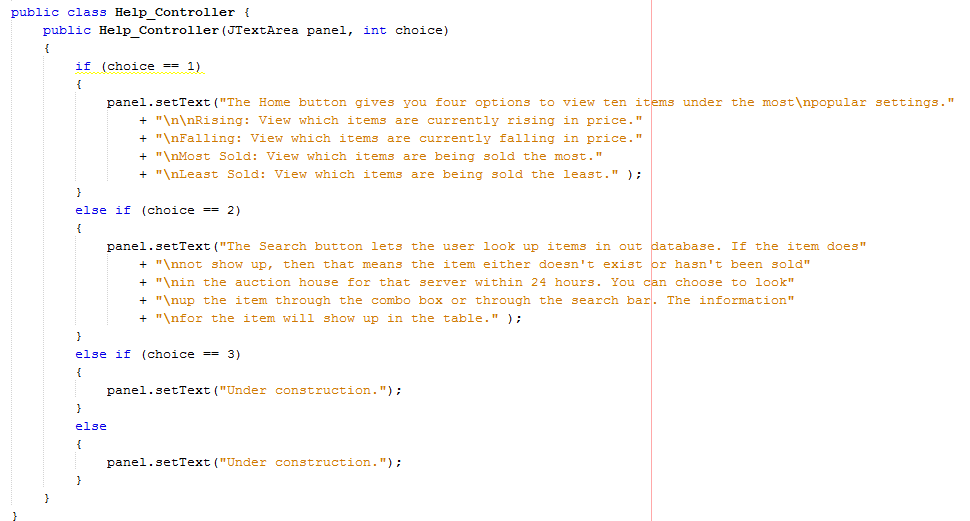 public class Help_Controller {
    public Help_Controller(JTextArea panel, int choice)
    {
        if (choice == 1)
        {
            panel.setText("The Home button gives you four options to view ten items under the most\npopular settings."
                + "\n\nRising: View which items are currently rising in price."
                + "\nFalling: View which items are currently falling in price."
                + "\nMost Sold: View which items are being sold the most."
                + "\nLeast Sold: View which items are being sold the least." );
        }
        else if (choice == 2)
        {
            panel.setText("The Search button lets the user look up items in out database. If the item does"
                + "\nnot show up, then that means the item either doesn't exist or hasn't been sold"
                + "\nin the auction house for that server within 24 hours. You can choose to look"
                + "\nup the item through the combo box or through the search bar. The information"
                + "\nfor the item will show up in the table." );
        }
        else if (choice == 3)
        {
            panel.setText("Under construction.");
        }
        else
        {
            panel.setText("Under construction.");
        }
    }
}